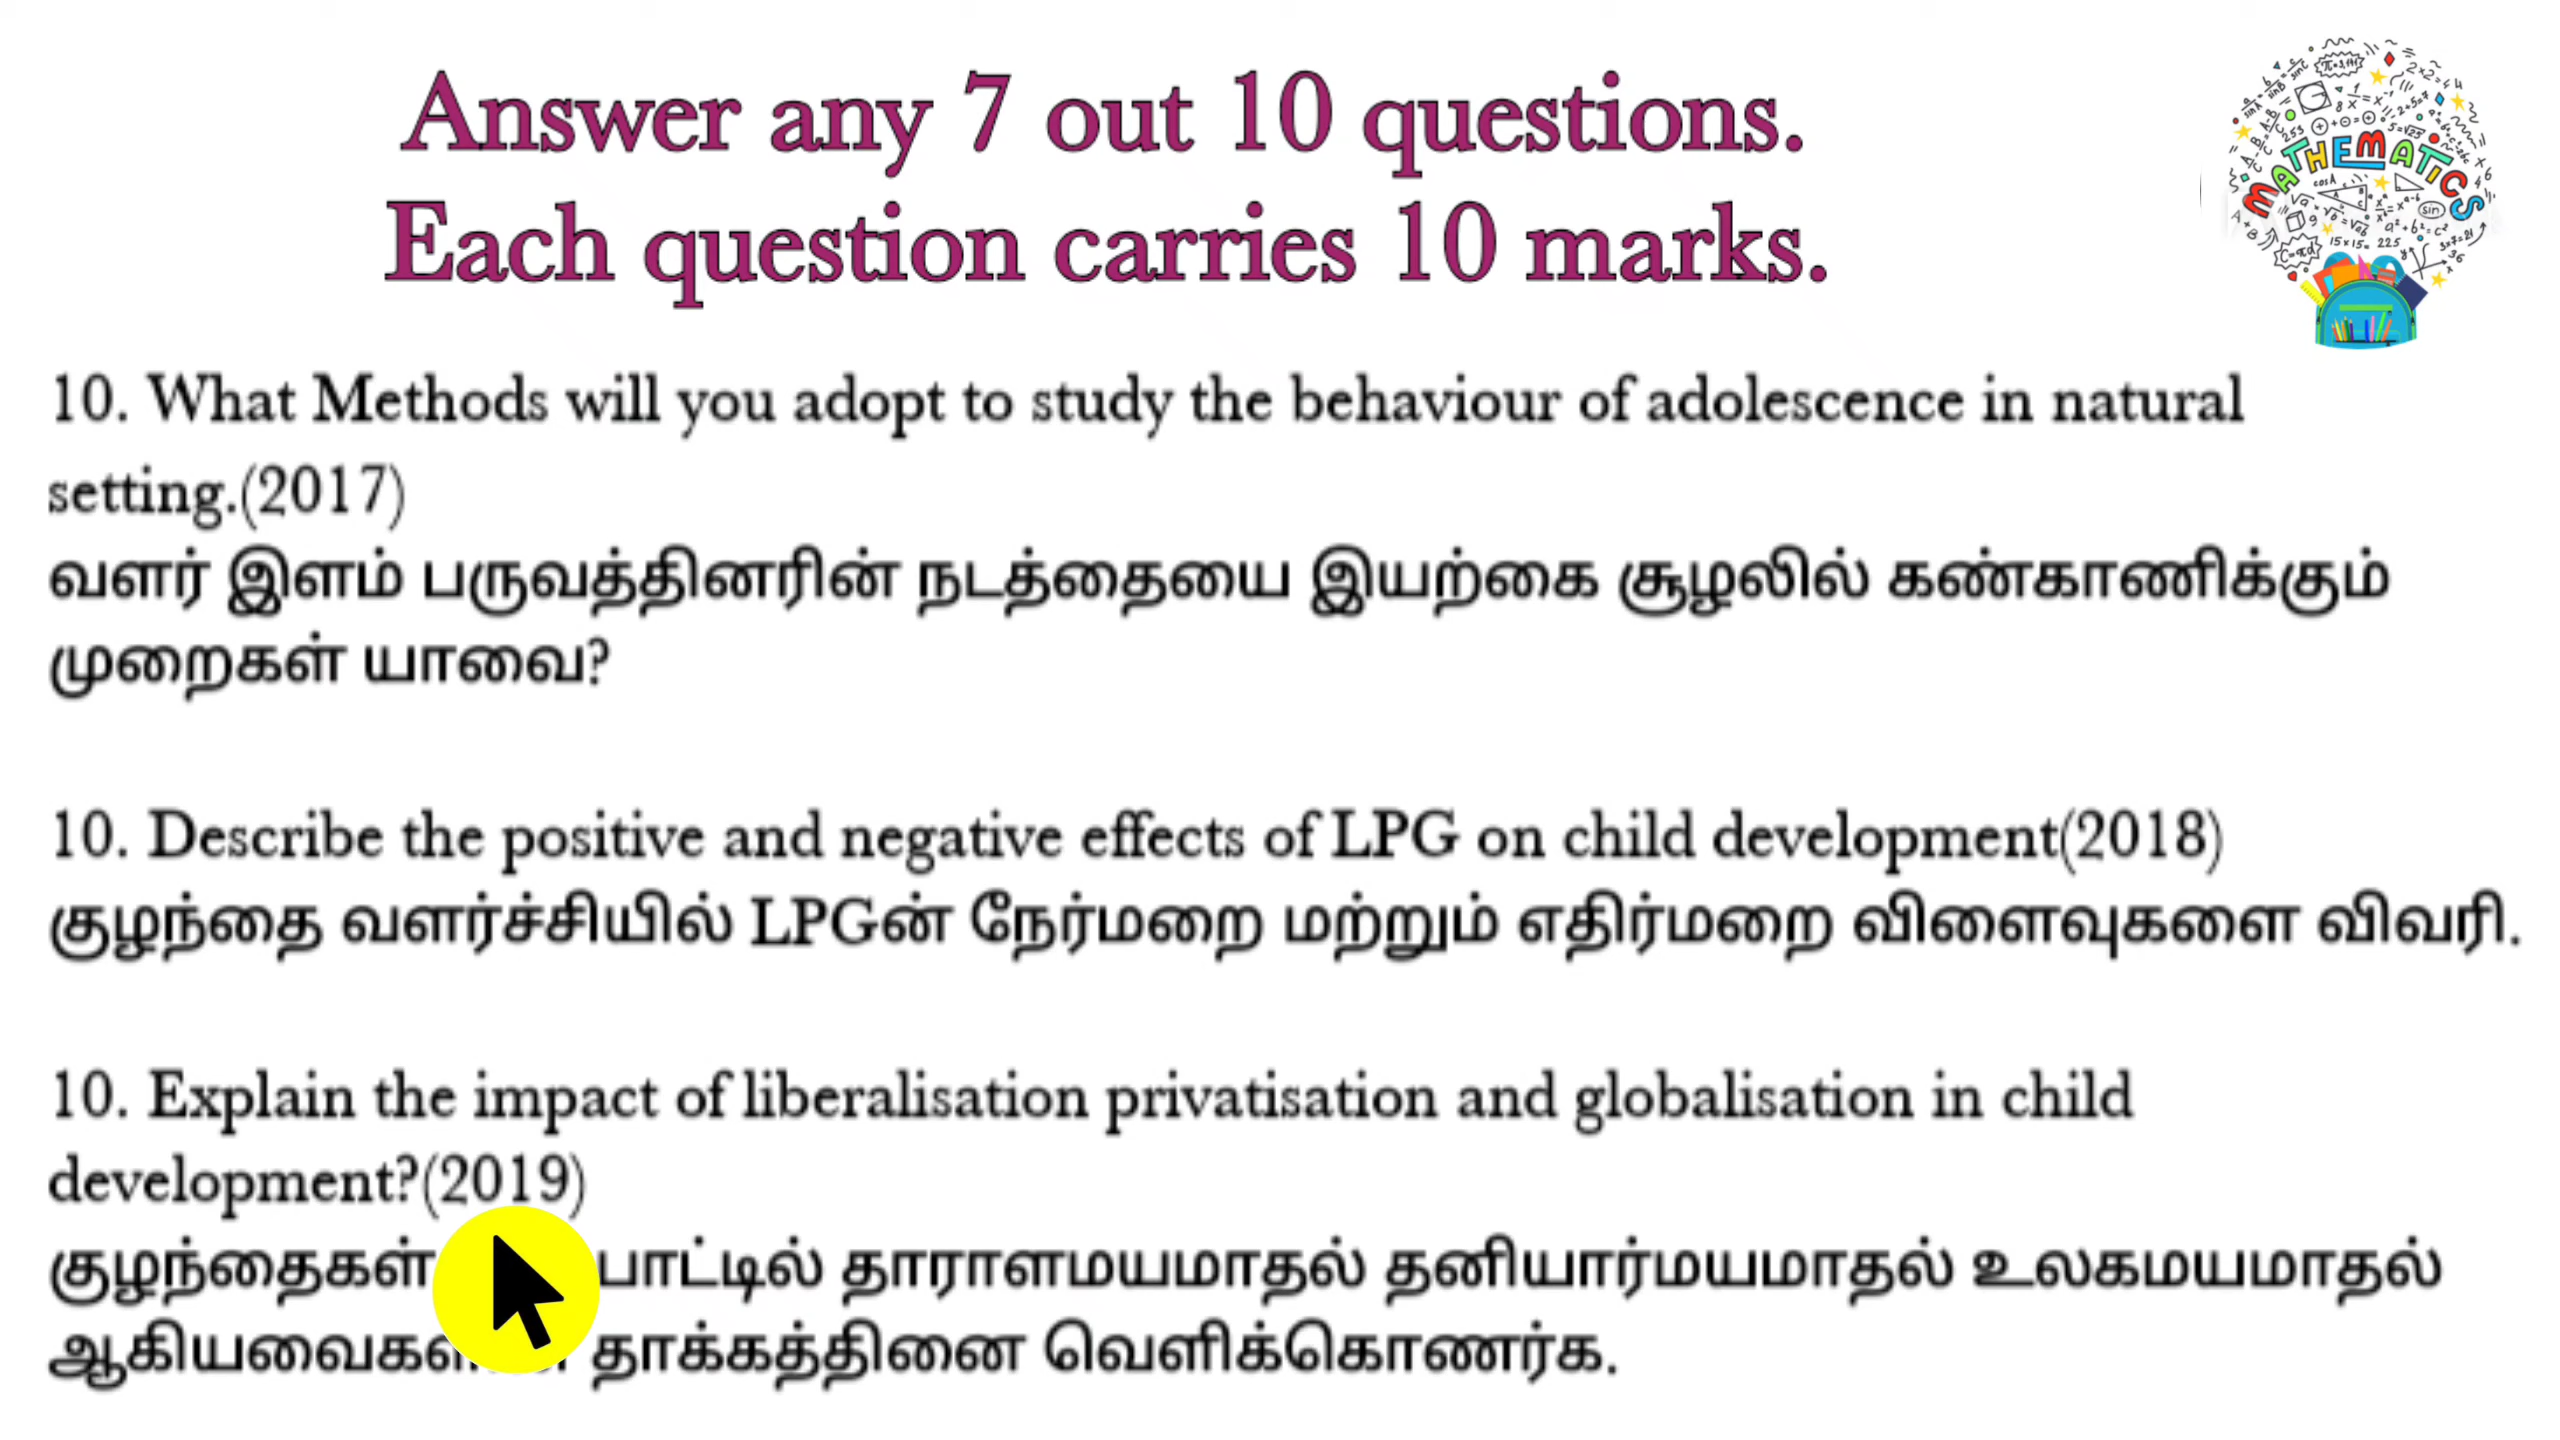 Answer any 7 out 10 questions.
Each question carries 10 marks.
MATHEMATICS
10. What Methods will you adopt to study the behaviour of adolescence in natural
setting.(2017)
வளர் இளம் பருவத்தினரின் நடத்தையை இயற்கை சூழலில் கண்காணிக்கும்
முறைகள் யாவை?
10. Describe the positive and negative effects of LPG on child development(2018)
குழந்தை வளர்ச்சியில் LPGன் நேர்மறை மற்றும் எதிர்மறை விளைவுகளை விவரி.
10. Explain the impact of liberalisation privatisation and globalisation in child
development?(2019)
குழந்தைகள் பாட்டில் தாராளமயமாதல் தனியார்மயமாதல் உலகமயமாதல்
தாக்கத்தினை வெளிக்கொணர்க.